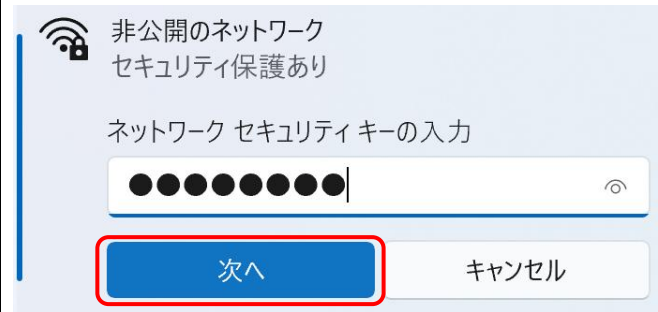 非公開のネットワーク
セキュリティ保護あり
ネットワーク セキュリティ キーの入力
●●●●●●●●
次へ
キャンセル